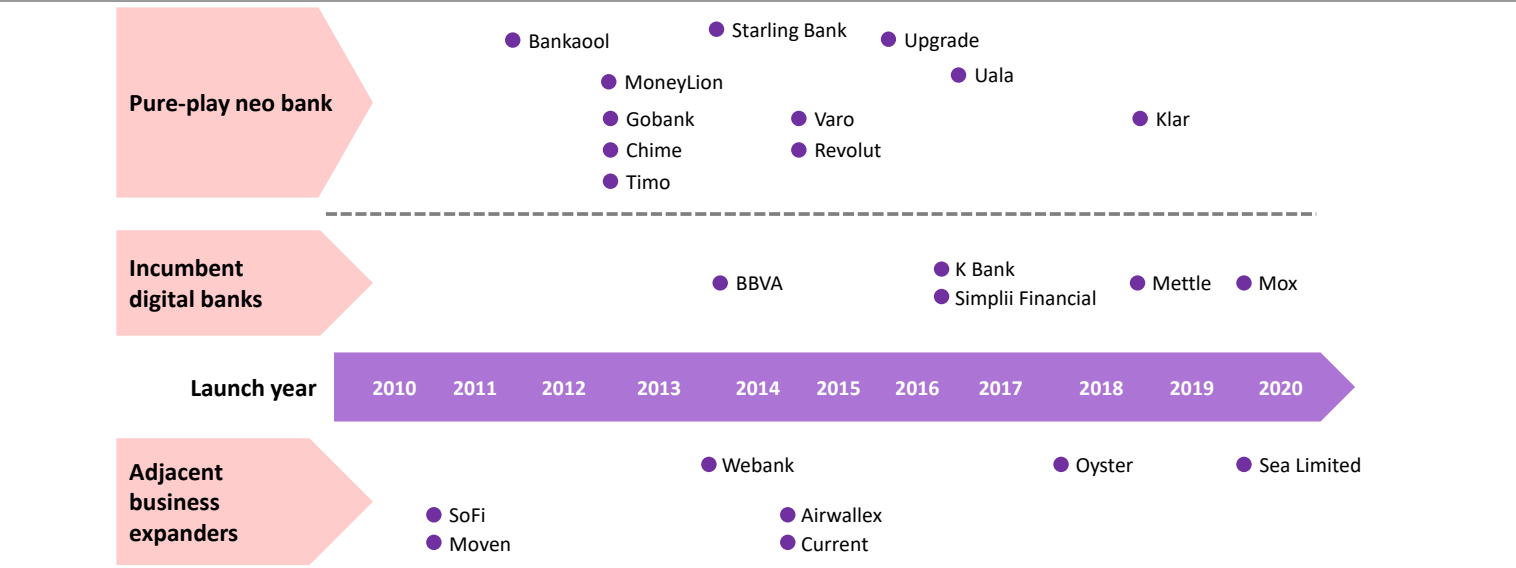 Pure-play neo bank
Bankaool
Starling Bank
Upgrade
MoneyLion
Uala
Gobank
Varo
Klar
Chime
Revolut
Timo
Incumbent
digital banks
BBVA
K Bank
Simplii Financial
Mettle
Mox
Launch year
2010 2011 2012 2013 2014 2015 2016 2017 2018 2019 2020
Adjacent
business
expanders
Webank
Oyster
Sea Limited
SoFi
Airwallex
Moven
Current